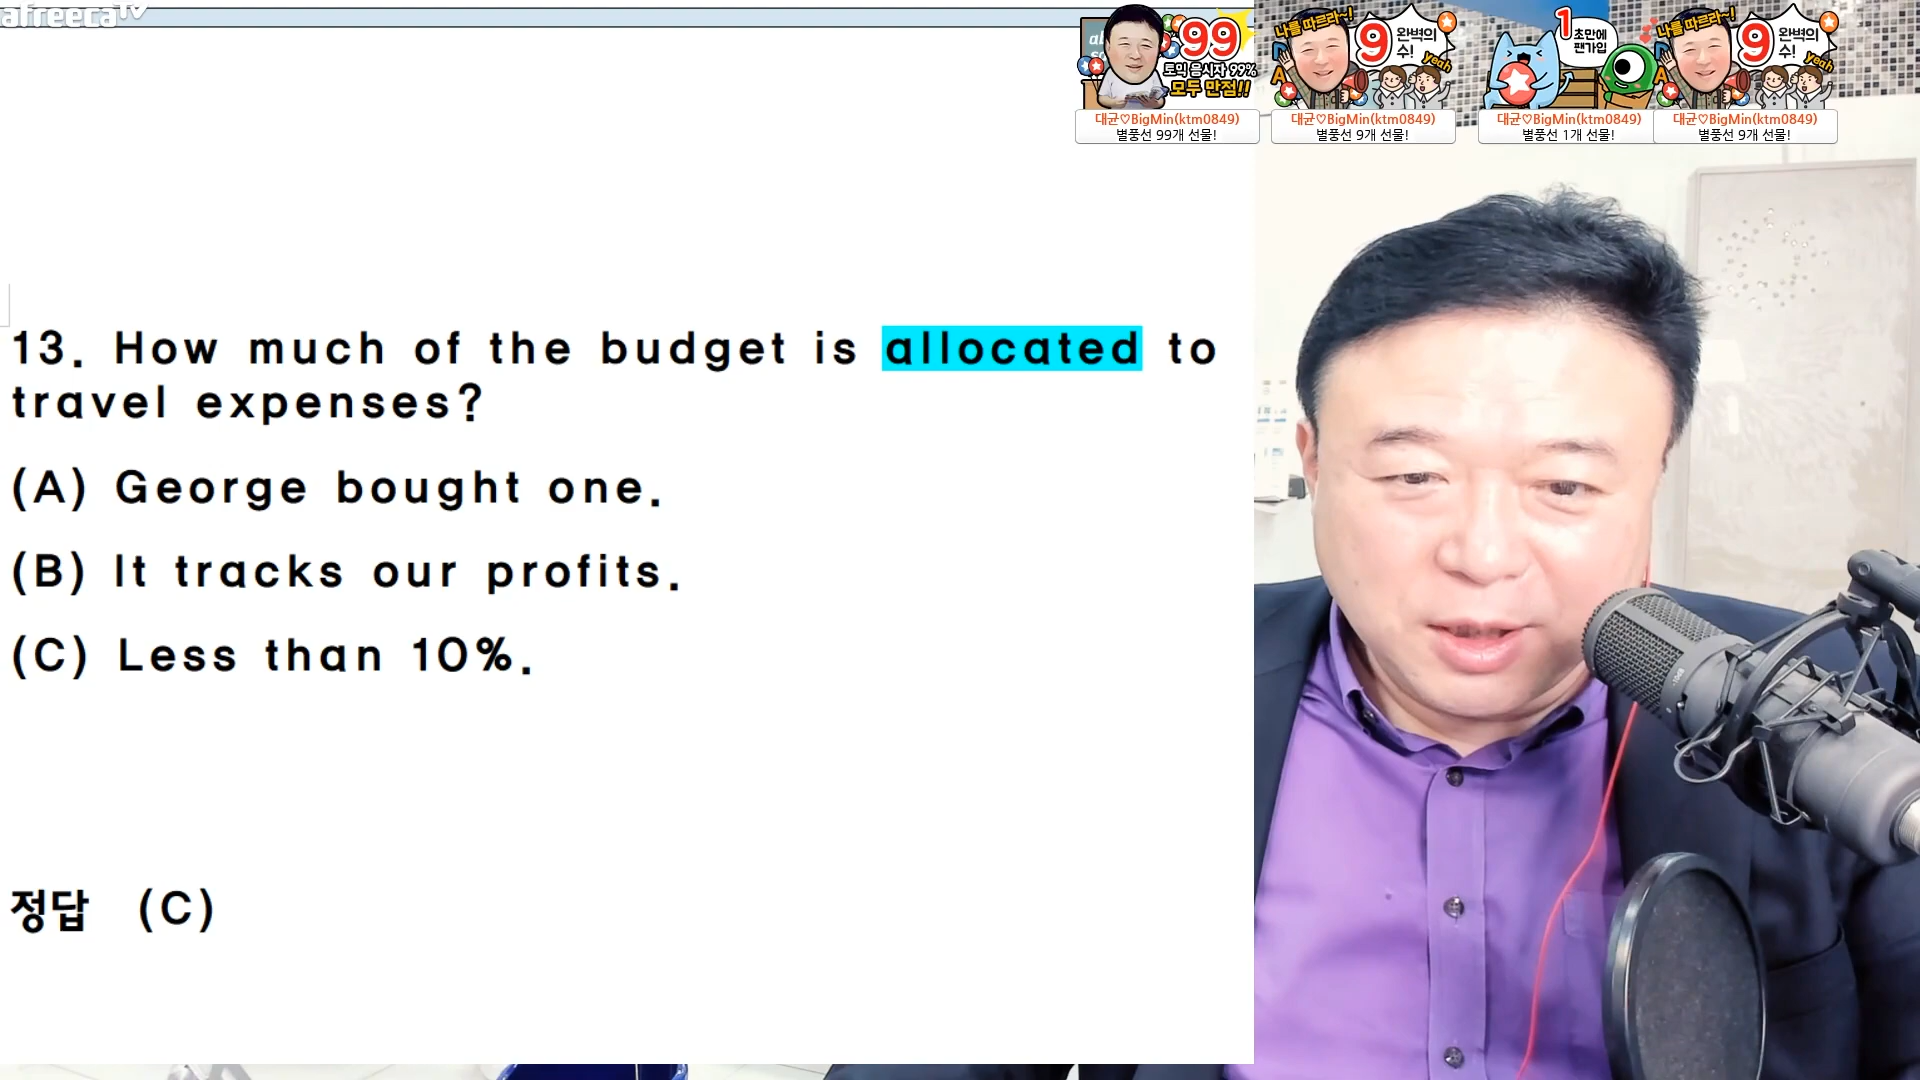 afreecaTV
99
토익 응시자 99%
모두 만점!!
대균♡BigMin(ktm0849)
별풍선 99개 선물!
나를 따르라~!
9 완벽의
수!
yeah
대균♡BigMin(ktm0849)
별풍선 9개 선물!
1 초만에
팬가입
대균♡BigMin(ktm0849)
별풍선 1개 선물!
나를 따르라~!
9 완벽의
수!
yeah
대균♡BigMin(ktm0849)
별풍선 9개 선물!
13. How much of the budget is allocated to
travel expenses?
(A) George bought one.
(B) It tracks our profits.
(C) Less than 10%.
정답 (C)